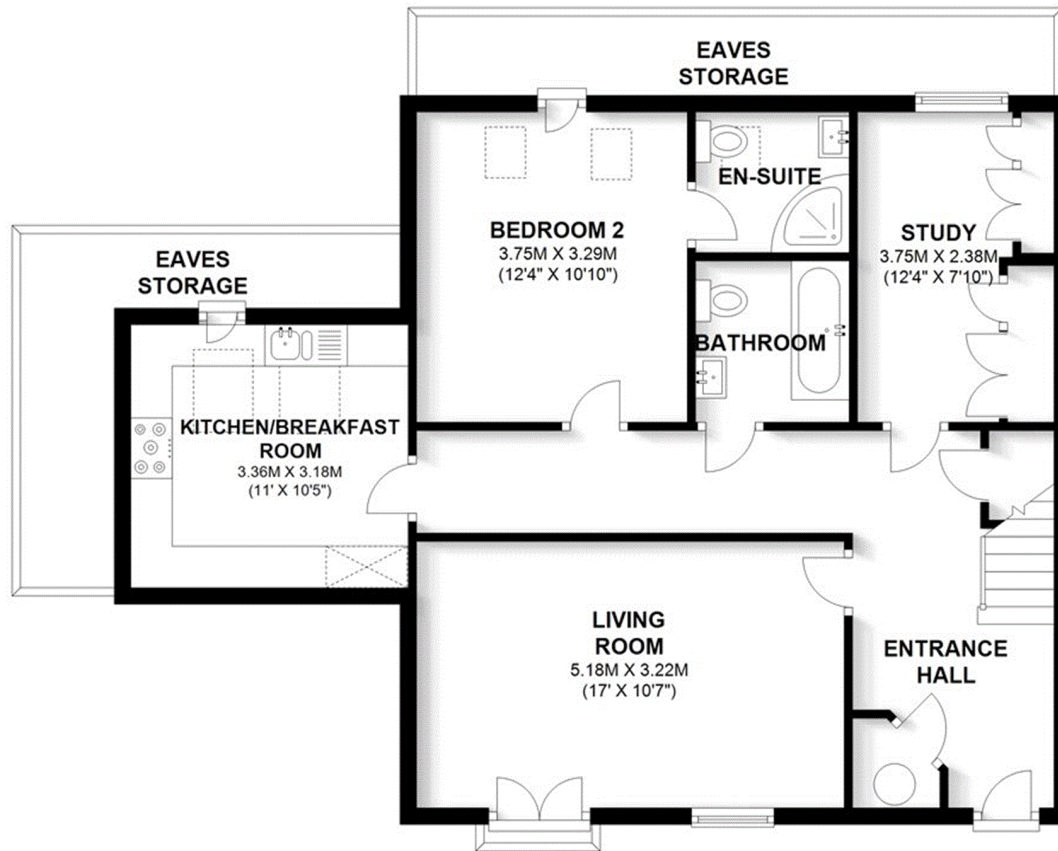 EAVES
STORAGE
EN-SUITE
BEDROOM 2
3.75M X 3.29M
(12'4" X 10'10")
STUDY
3.75M X 2.38M
(12'4" X 7'10")
EAVES
STORAGE
BATHROOM
KITCHEN/BREAKFAST
ROOM
3.36M X 3.18M
(11' X 10'5")
LIVING
ROOM
5.18M X 3.22M
(17' X 10'7")
ENTRANCE
HALL